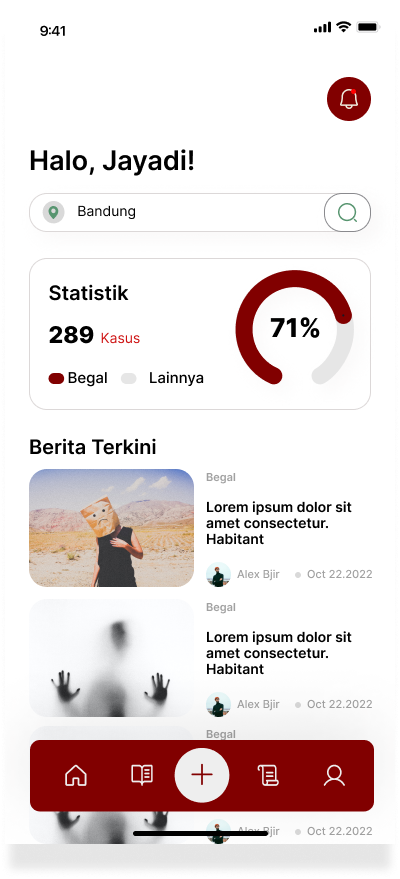 9:41
Halo, Jayadi!
Bandung
Statistik
289 Kasus
71%
Begal Lainnya
Berita Terkini
Begal
Lorem ipsum dolor sit
amet consectetur.
Habitant
Alex Bjir Oct 22.2022
Begal
Lorem ipsum dolor sit
amet consectetur.
Habitant
Alex Bjir Oct 22.2022
Begal
Alex Bjir Oct 22.2022